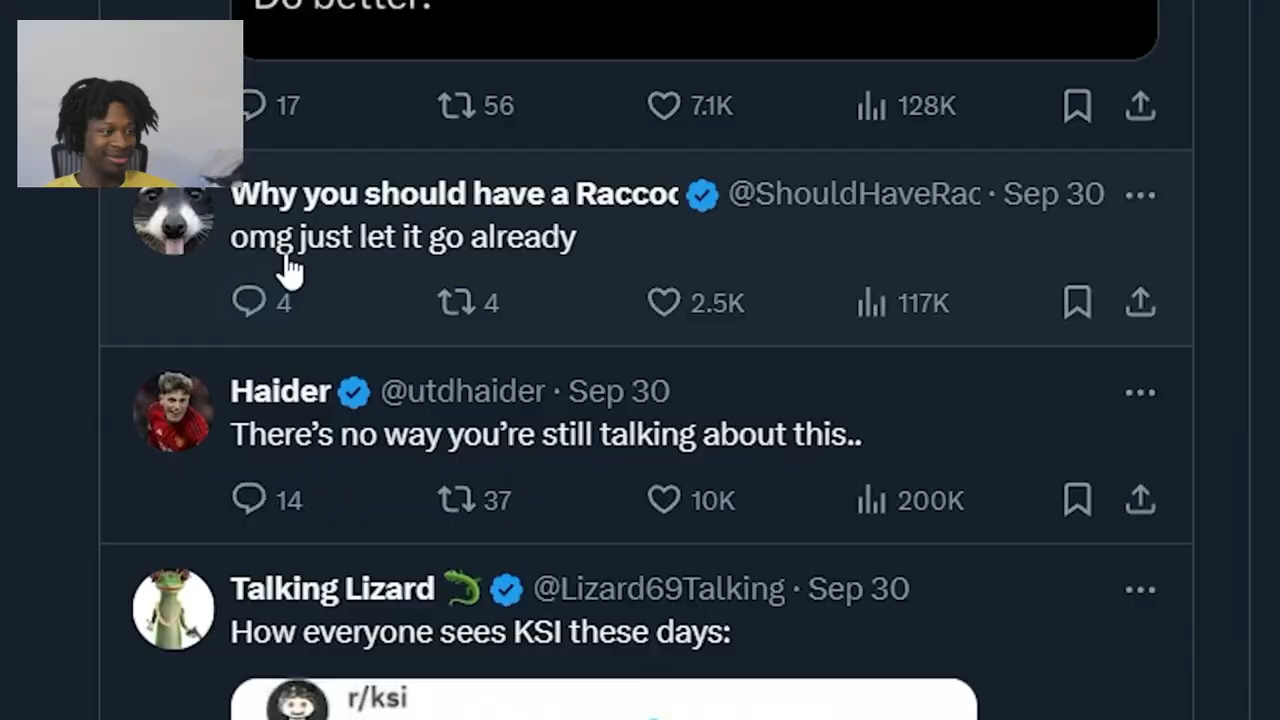 Do better.
17 56 7.1K 128K
Why you should have a Raccoo @ShouldHaveRac · Sep 30
omg just let it go already
4 4 2.5K 117K
Haider @utdhaider · Sep 30
There's no way you're still talking about this..
14 37 10K 200K
Talking Lizard @Lizard69Talking · Sep 30
How everyone sees KSI these days:
r/ksi